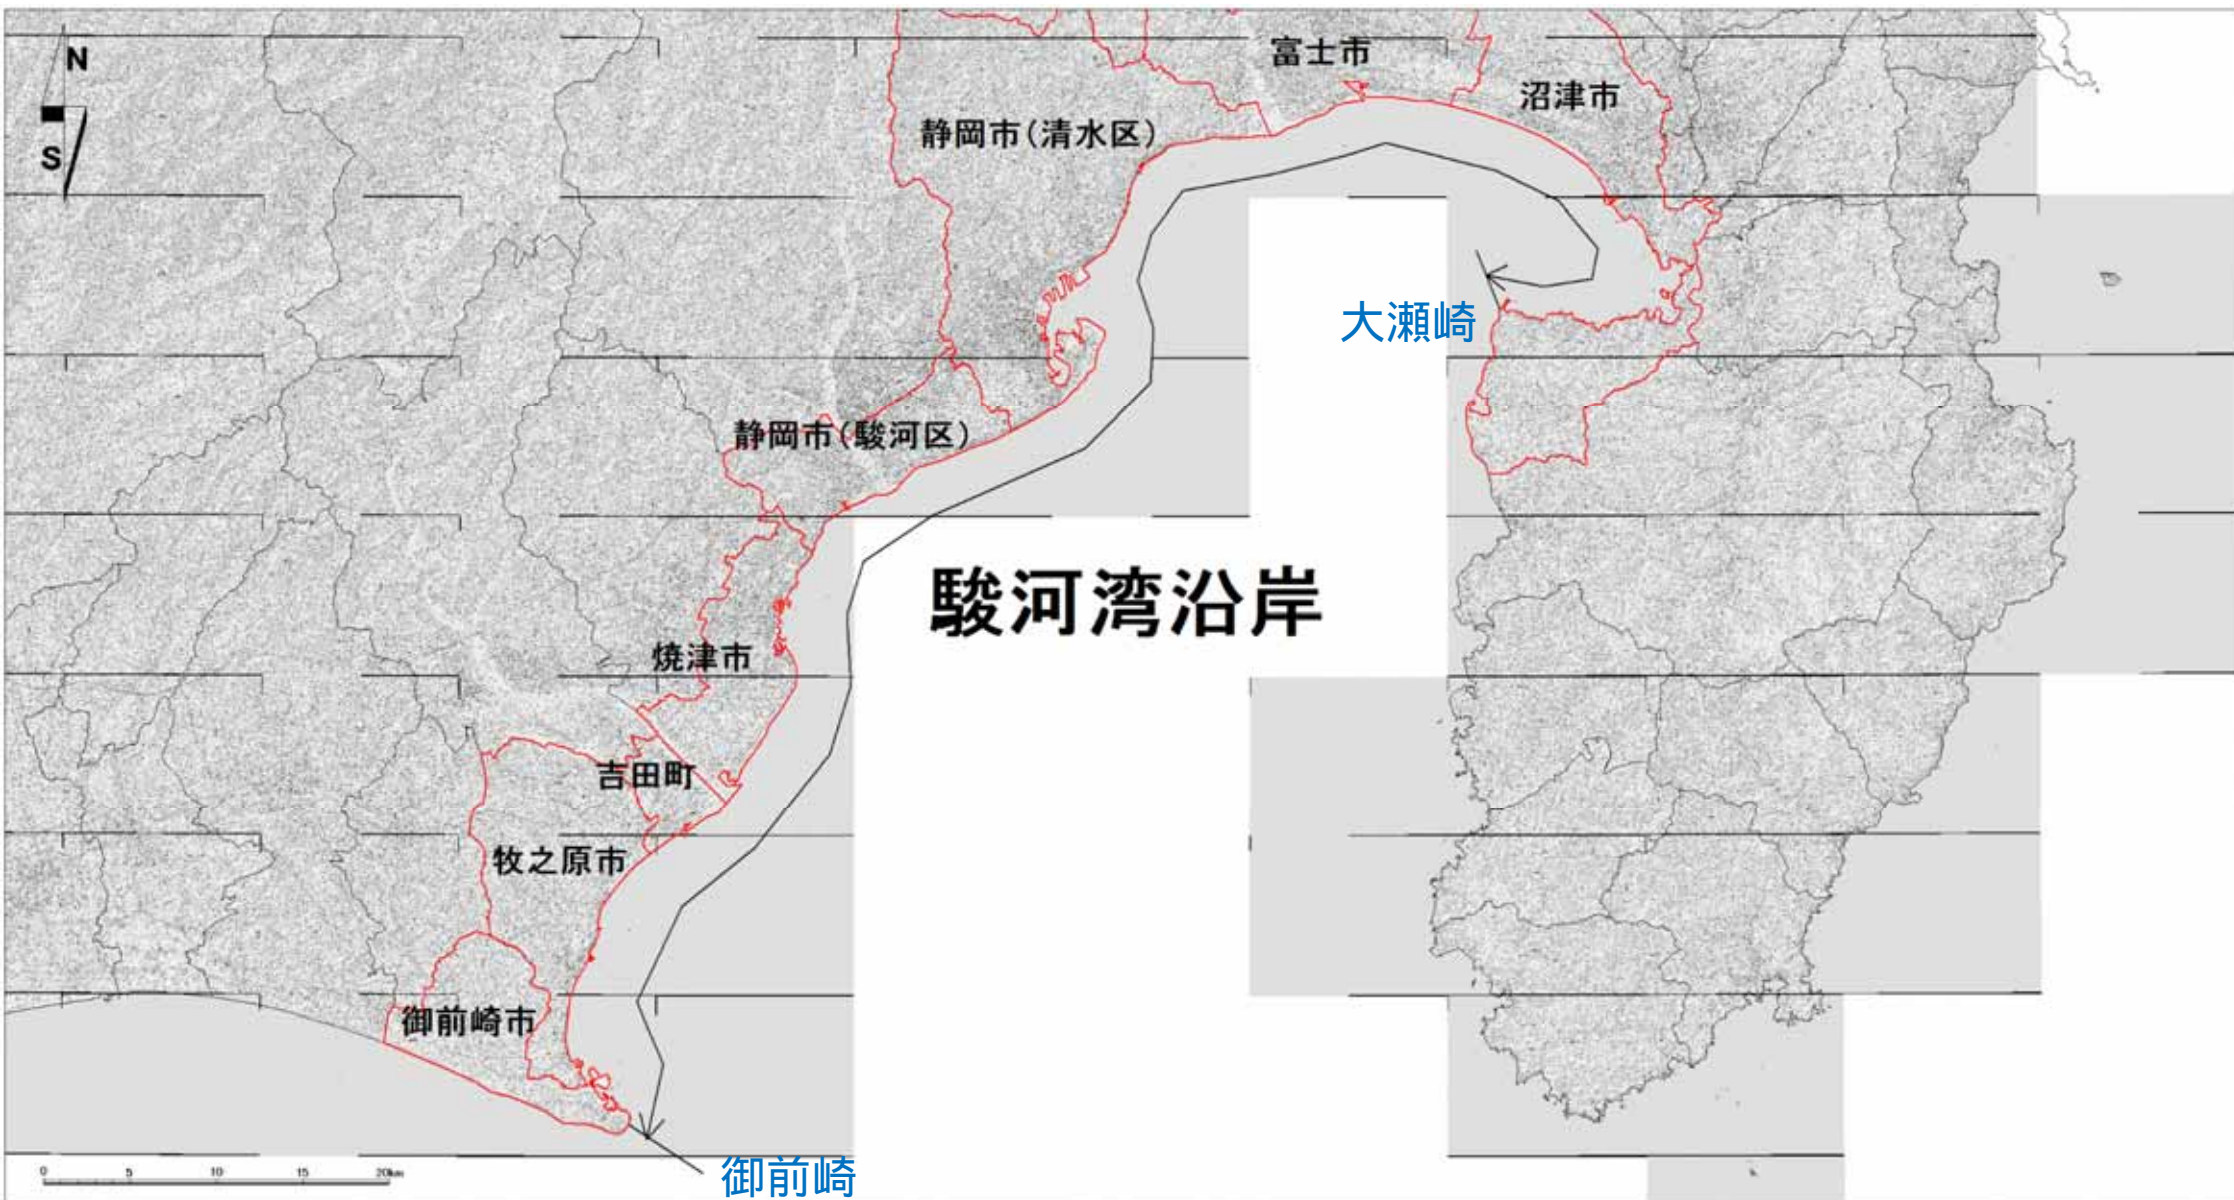 N
S
富士市
沼津市
静岡市(清水区)
大瀬崎
静岡市(駿河区)
駿河湾沿岸
焼津市
吉田町
牧之原市
御前崎市
0 5 10 15 20km
御前崎